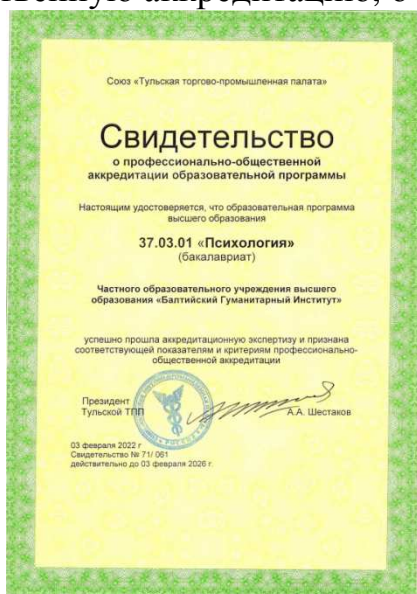 твенную аккредитацию, о
Союз «Тульская торгово-промышленная палата»
Свидетельство
о профессионально-общественной
аккредитации образовательной программы
Настоящим удостоверяется, что образовательная программа
высшего образования
37.03.01 «Психология»
(бакалавриат)
Частного образовательного учреждения высшего
образования «Балтийский Гуманитарный Институт»
успешно прошла аккредитационную экспертизу и признана
соответствующей показателям и критериям профессионально-
общественной аккредитации
Президент
Тульской ТПП
А.А. Шестаков
03 февраля 2022 г
Свидетельство № 71/ 061
действительно до 03 февраля 2026 г.